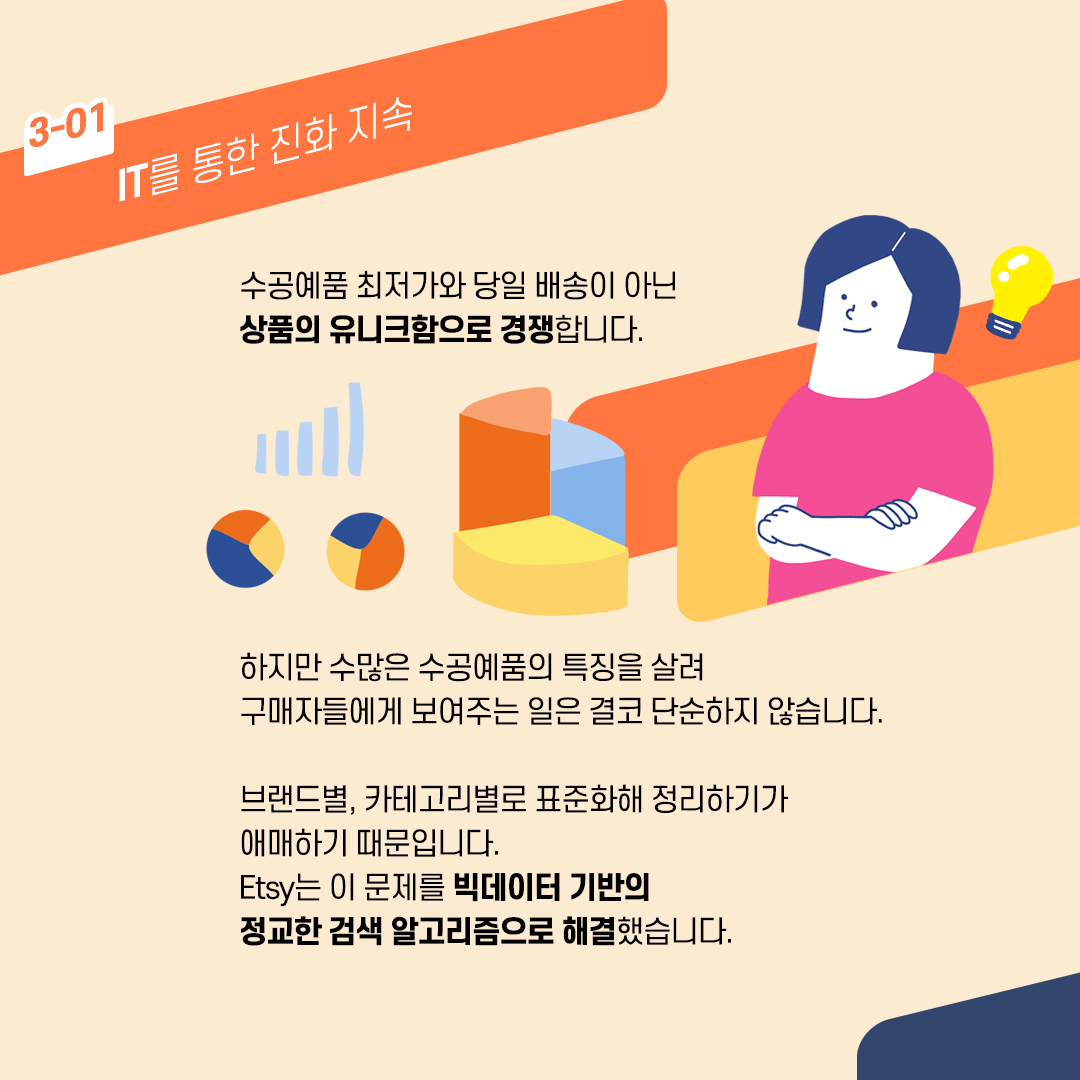 3-01
IT를 통한 진화 지속
수공예품 최저가와 당일 배송이 아닌
상품의 유니크함으로 경쟁합니다.
하지만 수많은 수공예품의 특징을 살려
구매자들에게 보여주는 일은 결코 단순하지 않습니다.
브랜드별, 카테고리별로 표준화해 정리하기가
애매하기 때문입니다.
Etsy는 이 문제를 빅데이터 기반의
정교한 검색 알고리즘으로 해결했습니다.